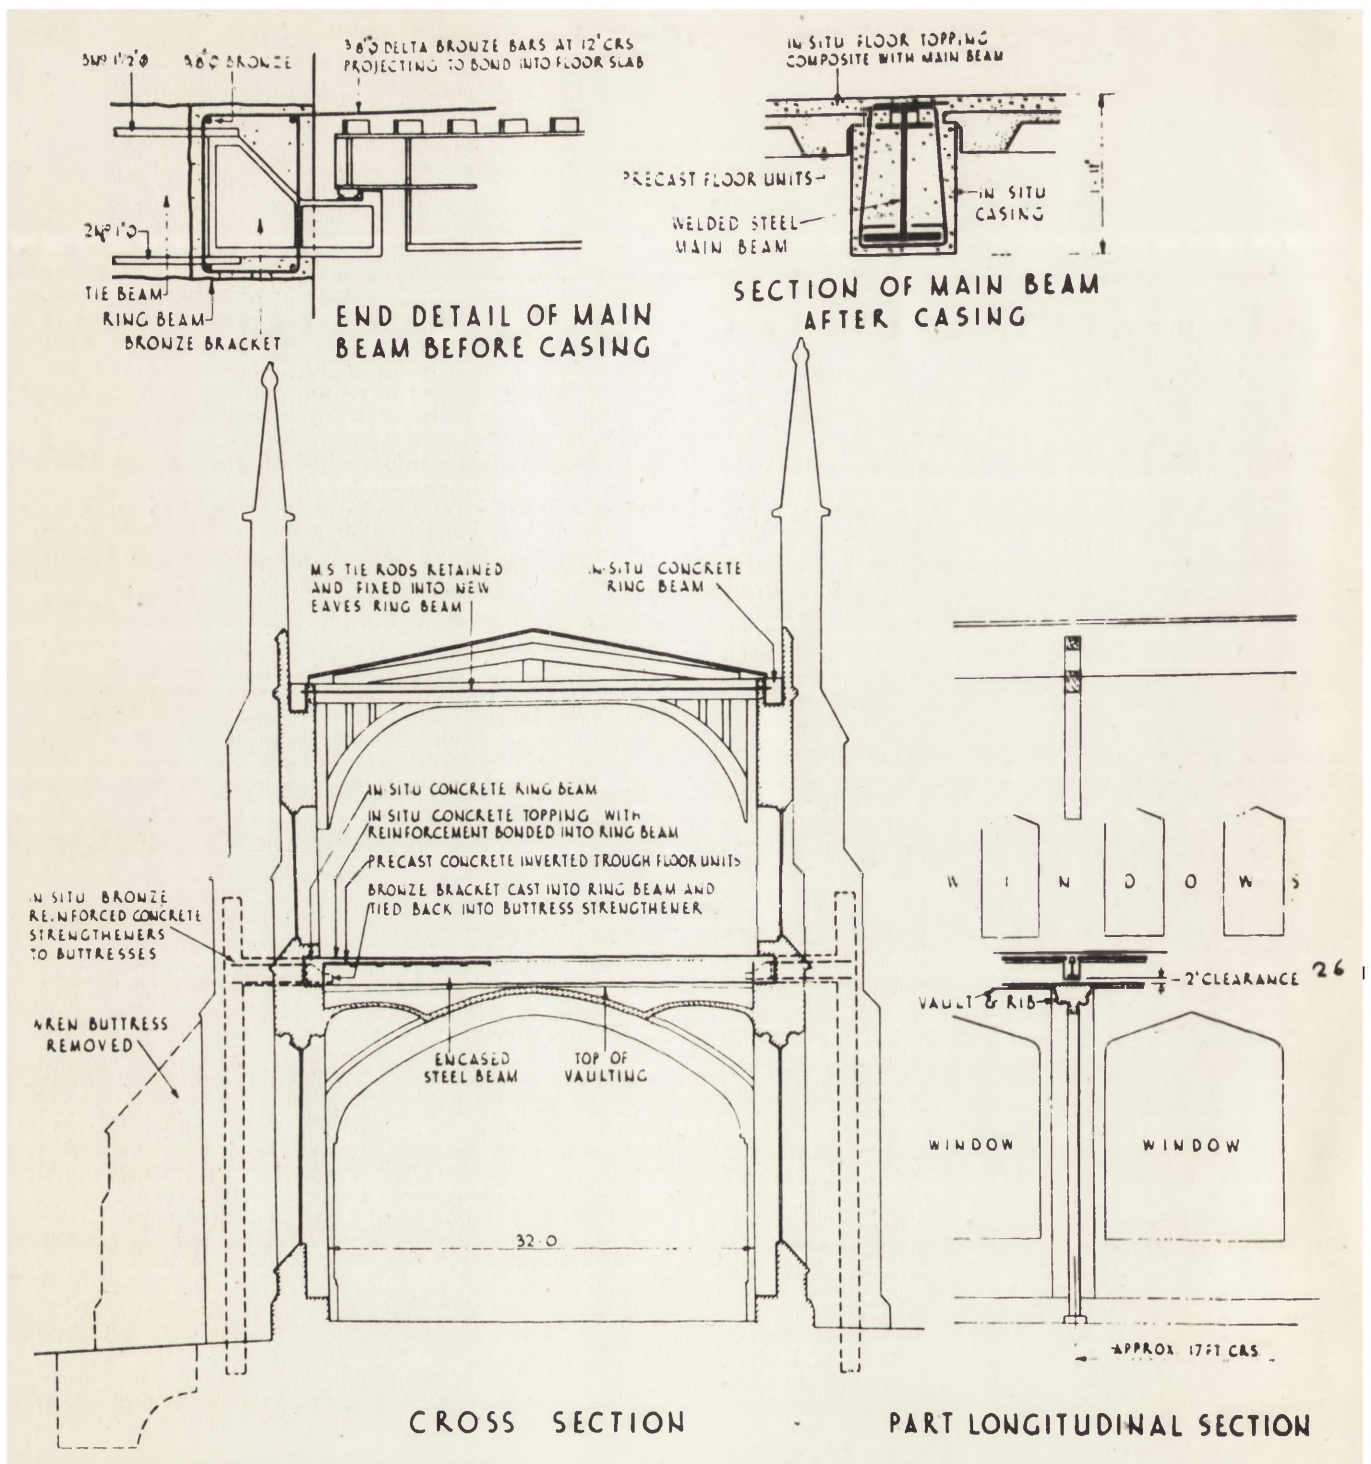 3Nº 1½"Φ
3/8"Φ BRONZE
3/8"Φ DELTA BRONZE BARS AT 12" CRS
PROJECTING TO BOND INTO FLOOR SLAB
2Nº 1"Φ
TIE BEAM
RING BEAM
BRONZE BRACKET
END DETAIL OF MAIN
BEAM BEFORE CASING
IN SITU FLOOR TOPPING
COMPOSITE WITH MAIN BEAM
PRECAST FLOOR UNITS
WELDED STEEL
MAIN BEAM
IN SITU
CASING
SECTION OF MAIN BEAM
AFTER CASING
M.S TIE RODS RETAINED
AND FIXED INTO NEW
EAVES RING BEAM
IN-SITU CONCRETE
RING BEAM
IN-SITU CONCRETE RING BEAM
IN SITU CONCRETE TOPPING WITH
REINFORCEMENT BONDED INTO RING BEAM
PRECAST CONCRETE INVERTED TROUGH FLOOR UNITS
BRONZE BRACKET CAST INTO RING BEAM AND
TIED BACK INTO BUTTRESS STRENGTHENER
IN SITU BRONZE
REINFORCED CONCRETE
STRENGTHENERS
TO BUTTRESSES
WREN BUTTRESS
REMOVED
ENCASED
STEEL BEAM
TOP OF
VAULTING
32-0
CROSS SECTION
WINDOWS
2" CLEARANCE
26
VAULT & RIB
WINDOW
WINDOW
APPROX. 17FT CRS
PART LONGITUDINAL SECTION